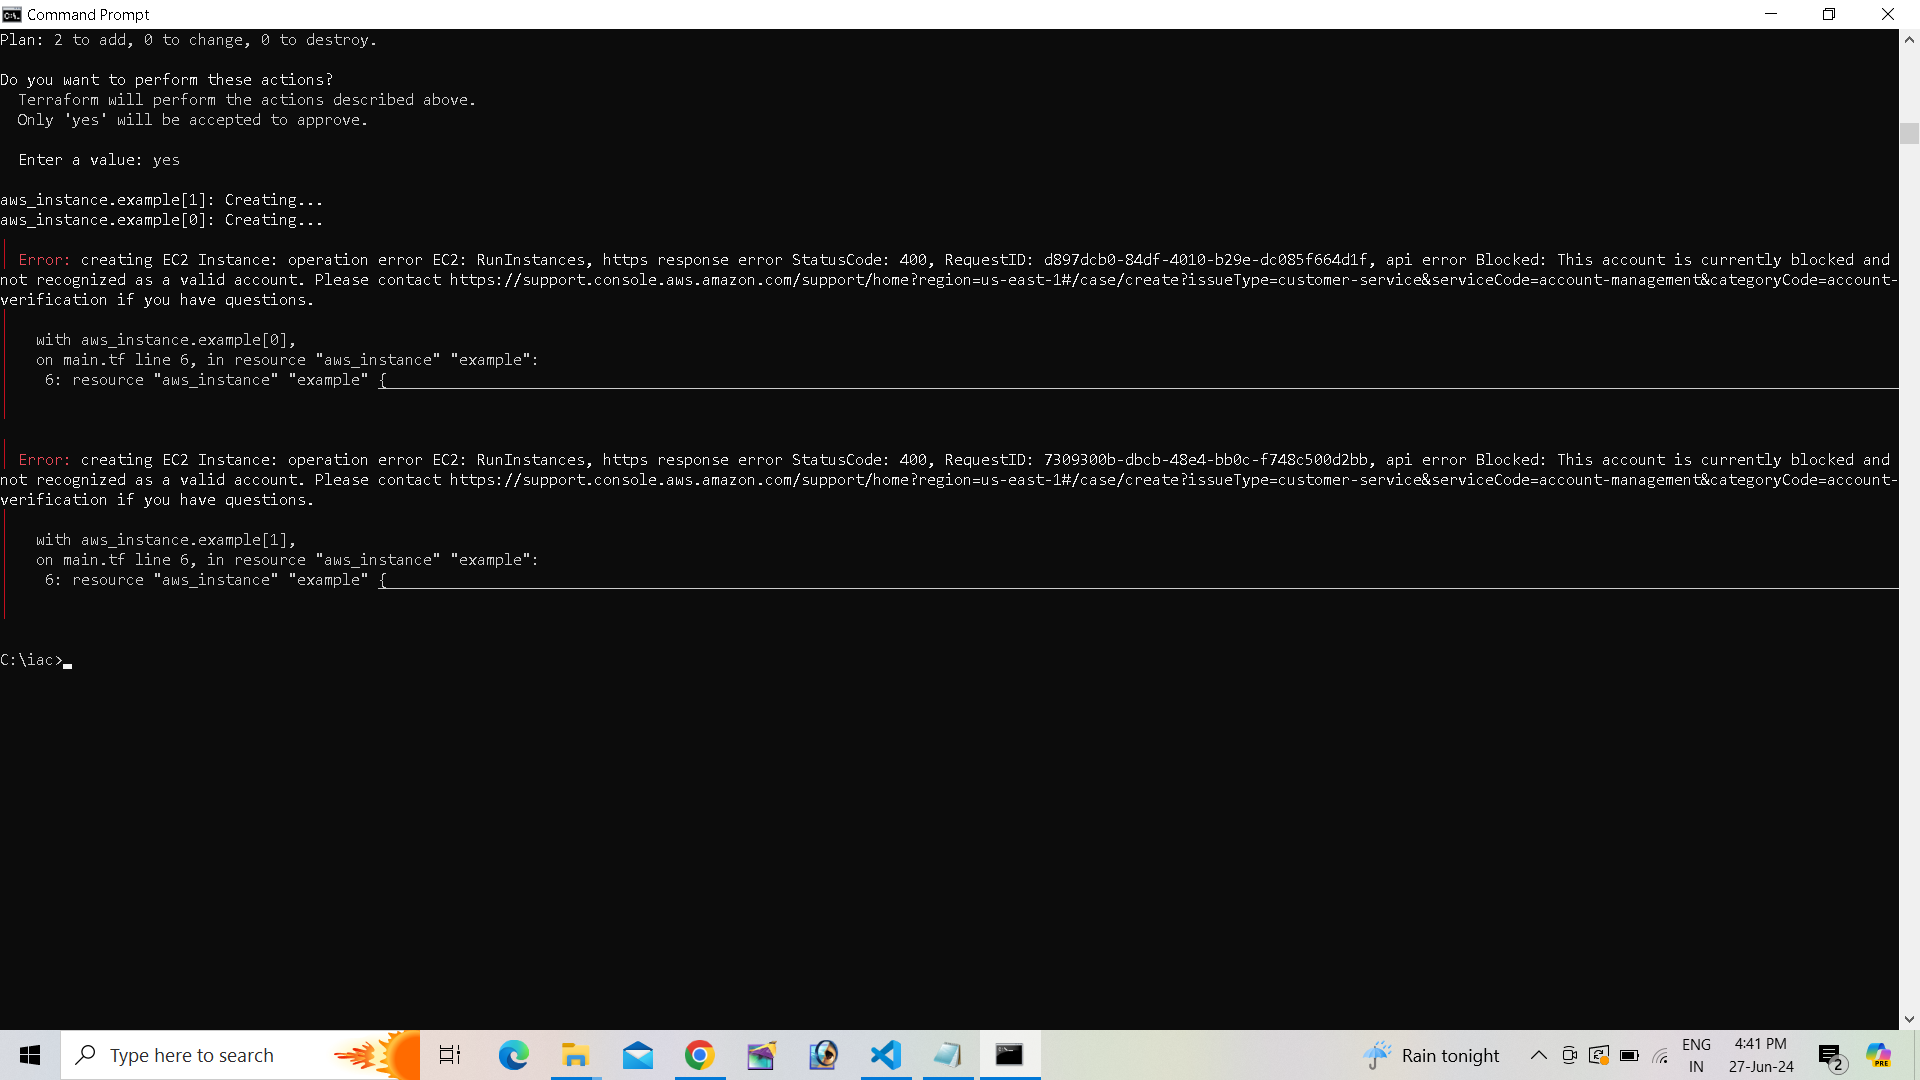 Command Prompt
Plan: 2 to add, 0 to change, 0 to destroy.
Do you want to perform these actions?
Terraform will perform the actions described above.
Only 'yes' will be accepted to approve.
Enter a value: yes
aws_instance.example[1]: Creating...
aws_instance.example[0]: Creating...
Error: creating EC2 Instance: operation error EC2: RunInstances, https response error StatusCode: 400, RequestID: d897dcb0-84df-4010-b29e-dc085f664d1f, api error Blocked: This account is currently blocked and
not recognized as a valid account. Please contact https://support.console.aws.amazon.com/support/home?region=us-east-1#/case/create?issueType=customer-service&serviceCode=account-management&categoryCode=account-
verification if you have questions.
with aws_instance.example[0],
on main.tf line 6, in resource "aws_instance" "example":
6: resource "aws_instance" "example" {
Error: creating EC2 Instance: operation error EC2: RunInstances, https response error StatusCode: 400, RequestID: 7309300b-dbcb-48e4-bb0c-f748c500d2bb, api error Blocked: This account is currently blocked and
not recognized as a valid account. Please contact https://support.console.aws.amazon.com/support/home?region=us-east-1#/case/create?issueType=customer-service&serviceCode=account-management&categoryCode=account-
verification if you have questions.
with aws_instance.example[1],
on main.tf line 6, in resource "aws_instance" "example":
6: resource "aws_instance" "example" {
C:\iac>
Type here to search
Rain tonight
ENG
IN
4:41 PM
27-Jun-24
2
PRE